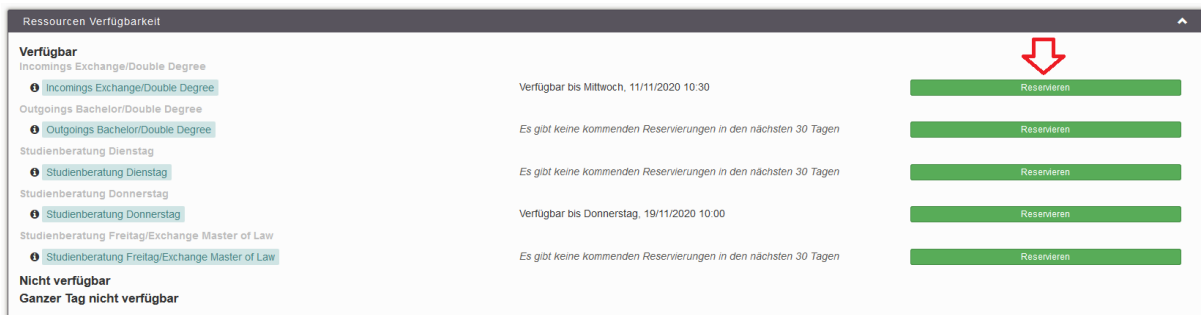 Ressourcen Verfügbarkeit
Verfügbar
Incomings Exchange/Double Degree
Incomings Exchange/Double Degree Verfügbar bis Mittwoch, 11/11/2020 10:30 Reservieren
Outgoings Bachelor/Double Degree
Outgoings Bachelor/Double Degree Es gibt keine kommenden Reservierungen in den nächsten 30 Tagen Reservieren
Studienberatung Dienstag
Studienberatung Dienstag Es gibt keine kommenden Reservierungen in den nächsten 30 Tagen Reservieren
Studienberatung Donnerstag
Studienberatung Donnerstag Verfügbar bis Donnerstag, 19/11/2020 10:00 Reservieren
Studienberatung Freitag/Exchange Master of Law
Studienberatung Freitag/Exchange Master of Law Es gibt keine kommenden Reservierungen in den nächsten 30 Tagen Reservieren
Nicht verfügbar
Ganzer Tag nicht verfügbar